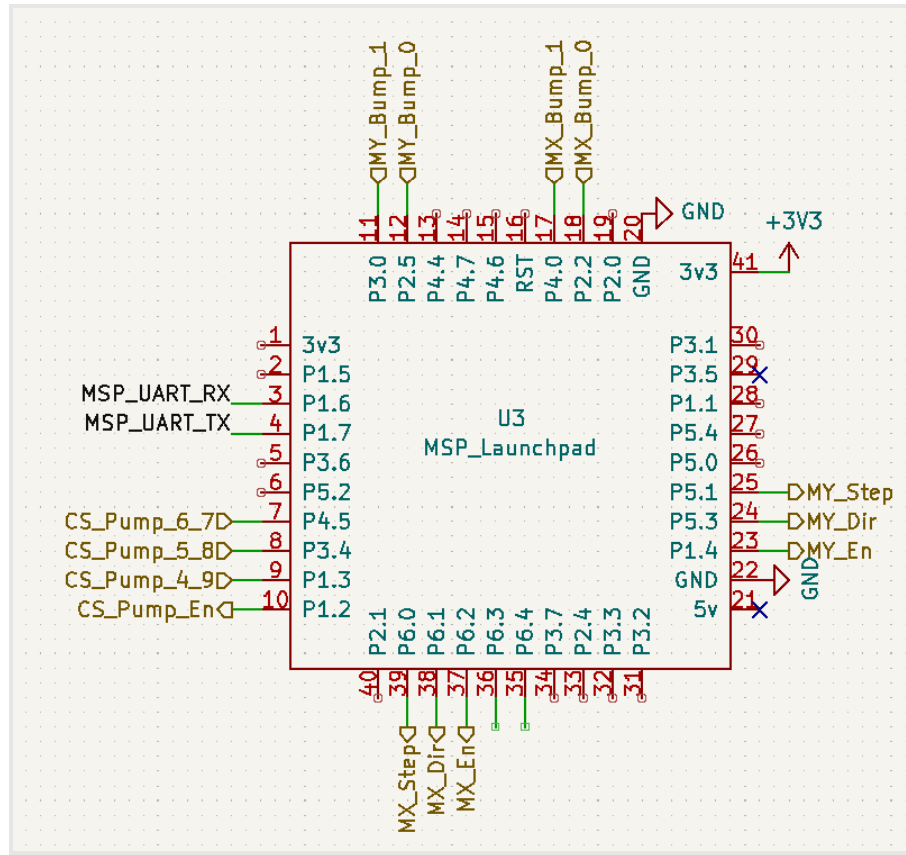 MY_Bump_1
MY_Bump_0
MX_Bump_1
MX_Bump_0
11
12
13
14
15
16
17
18
19
20
GND
+3V3
P3.0
P2.5
P4.4
P4.7
P4.6
RST
P4.0
P2.2
P2.0
GND
3v3 41
1 3v3
2 P1.5
MSP_UART_RX 3 P1.6
MSP_UART_TX 4 P1.7
5 P3.6
6 P5.2
CS_Pump_6_7 7 P4.5
CS_Pump_5_8 8 P3.4
CS_Pump_4_9 9 P1.3
CS_Pump_En 10 P1.2
U3
MSP_Launchpad
P3.1 30
P3.5 29
P1.1 28
P5.4 27
P5.0 26
P5.1 25 MY_Step
P5.3 24 MY_Dir
P1.4 23 MY_En
GND 22 GND
5v 21
P2.1
P6.0
P6.1
P6.2
P6.3
P6.4
P3.7
P2.4
P3.3
P3.2
40
39
38
37
36
35
34
33
32
31
MX_Step
MX_Dir
MX_En